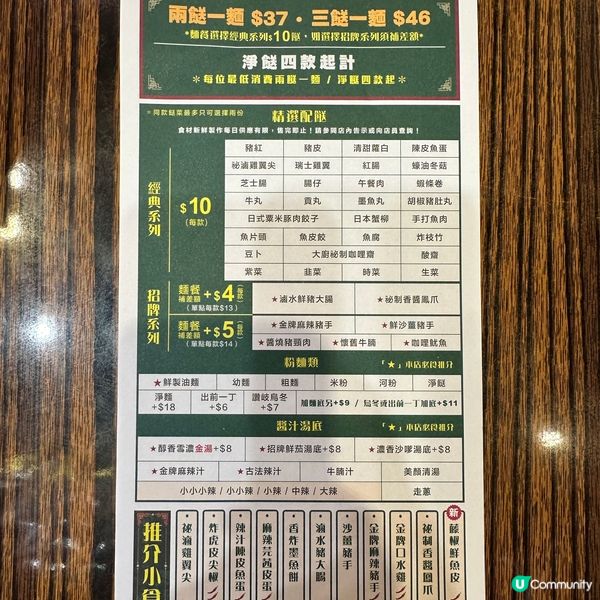 兩餸一麵 $37 · 三餸一麵 $46
*麵餐選擇經典系列$10餸、如選擇招牌系列須補差額*
淨餸四款起計
*每位最低消費兩餸一麵 / 淨餸四款起*
*同款餸菜最多只可選擇兩份
精選配餸
食材新鮮製作每日供應有限，售完即止！請參閱店內告示或向店員查詢！
經典系列
$10
(每款)
豬紅 豬皮 清甜蘿白 陳皮魚蛋
祕滷雞翼尖 瑞士雞翼 紅腸 蠔油冬菇
芝士腸 腸仔 午餐肉 蝦條卷
牛丸 貢丸 墨魚丸 胡椒豬肚丸
日式粟米豚肉餃子 日本蟹柳 手打魚肉
魚片頭 魚皮餃 魚腐 炸枝竹
豆卜 大廚祕制咖喱齋 酸齋
紫菜 韮菜 時菜 生菜
招牌系列
麵餐補差額 +$4 (每款)
(單點每款$13)
★滷水鮮豬大腸 ★祕制香醬鳳爪
麵餐補差額 +$5 (每款)
(單點每款$14)
★金牌麻辣豬手 ★鮮沙薑豬手
★醬燒豬頸肉 ★懷舊牛腩 ★咖哩魷魚
粉麵類 「★」本店必食推介
★鮮製油麵 幼麵 粗麵 米粉 河粉 淨餸
淨麵 +$18 出前一丁 +$6 讚岐烏冬 +$7 加麵底另+$9 / 烏冬或出前一丁加底+$11
醬汁湯底 「★」本店必食推介
★醇香雪濃金湯+$8 ★招牌鮮茄湯底+$8 ★濃香沙嗲湯底+$8
★金牌麻辣汁 ★古法辣汁 牛腩汁 美顏清湯
小小小辣 / 小小辣 / 小辣 / 中辣 / 大辣 走蔥
推介小食
祕滷雞翼尖
炸虎皮尖椒
辣汁陳皮魚蛋
麻辣芫茜皮蛋
香炸墨魚餅
滷水豬大腸
沙薑豬手
金牌麻辣豬手
金牌口水雞
祕制香醬鳳爪
新
藤椒鮮魚皮
U Community